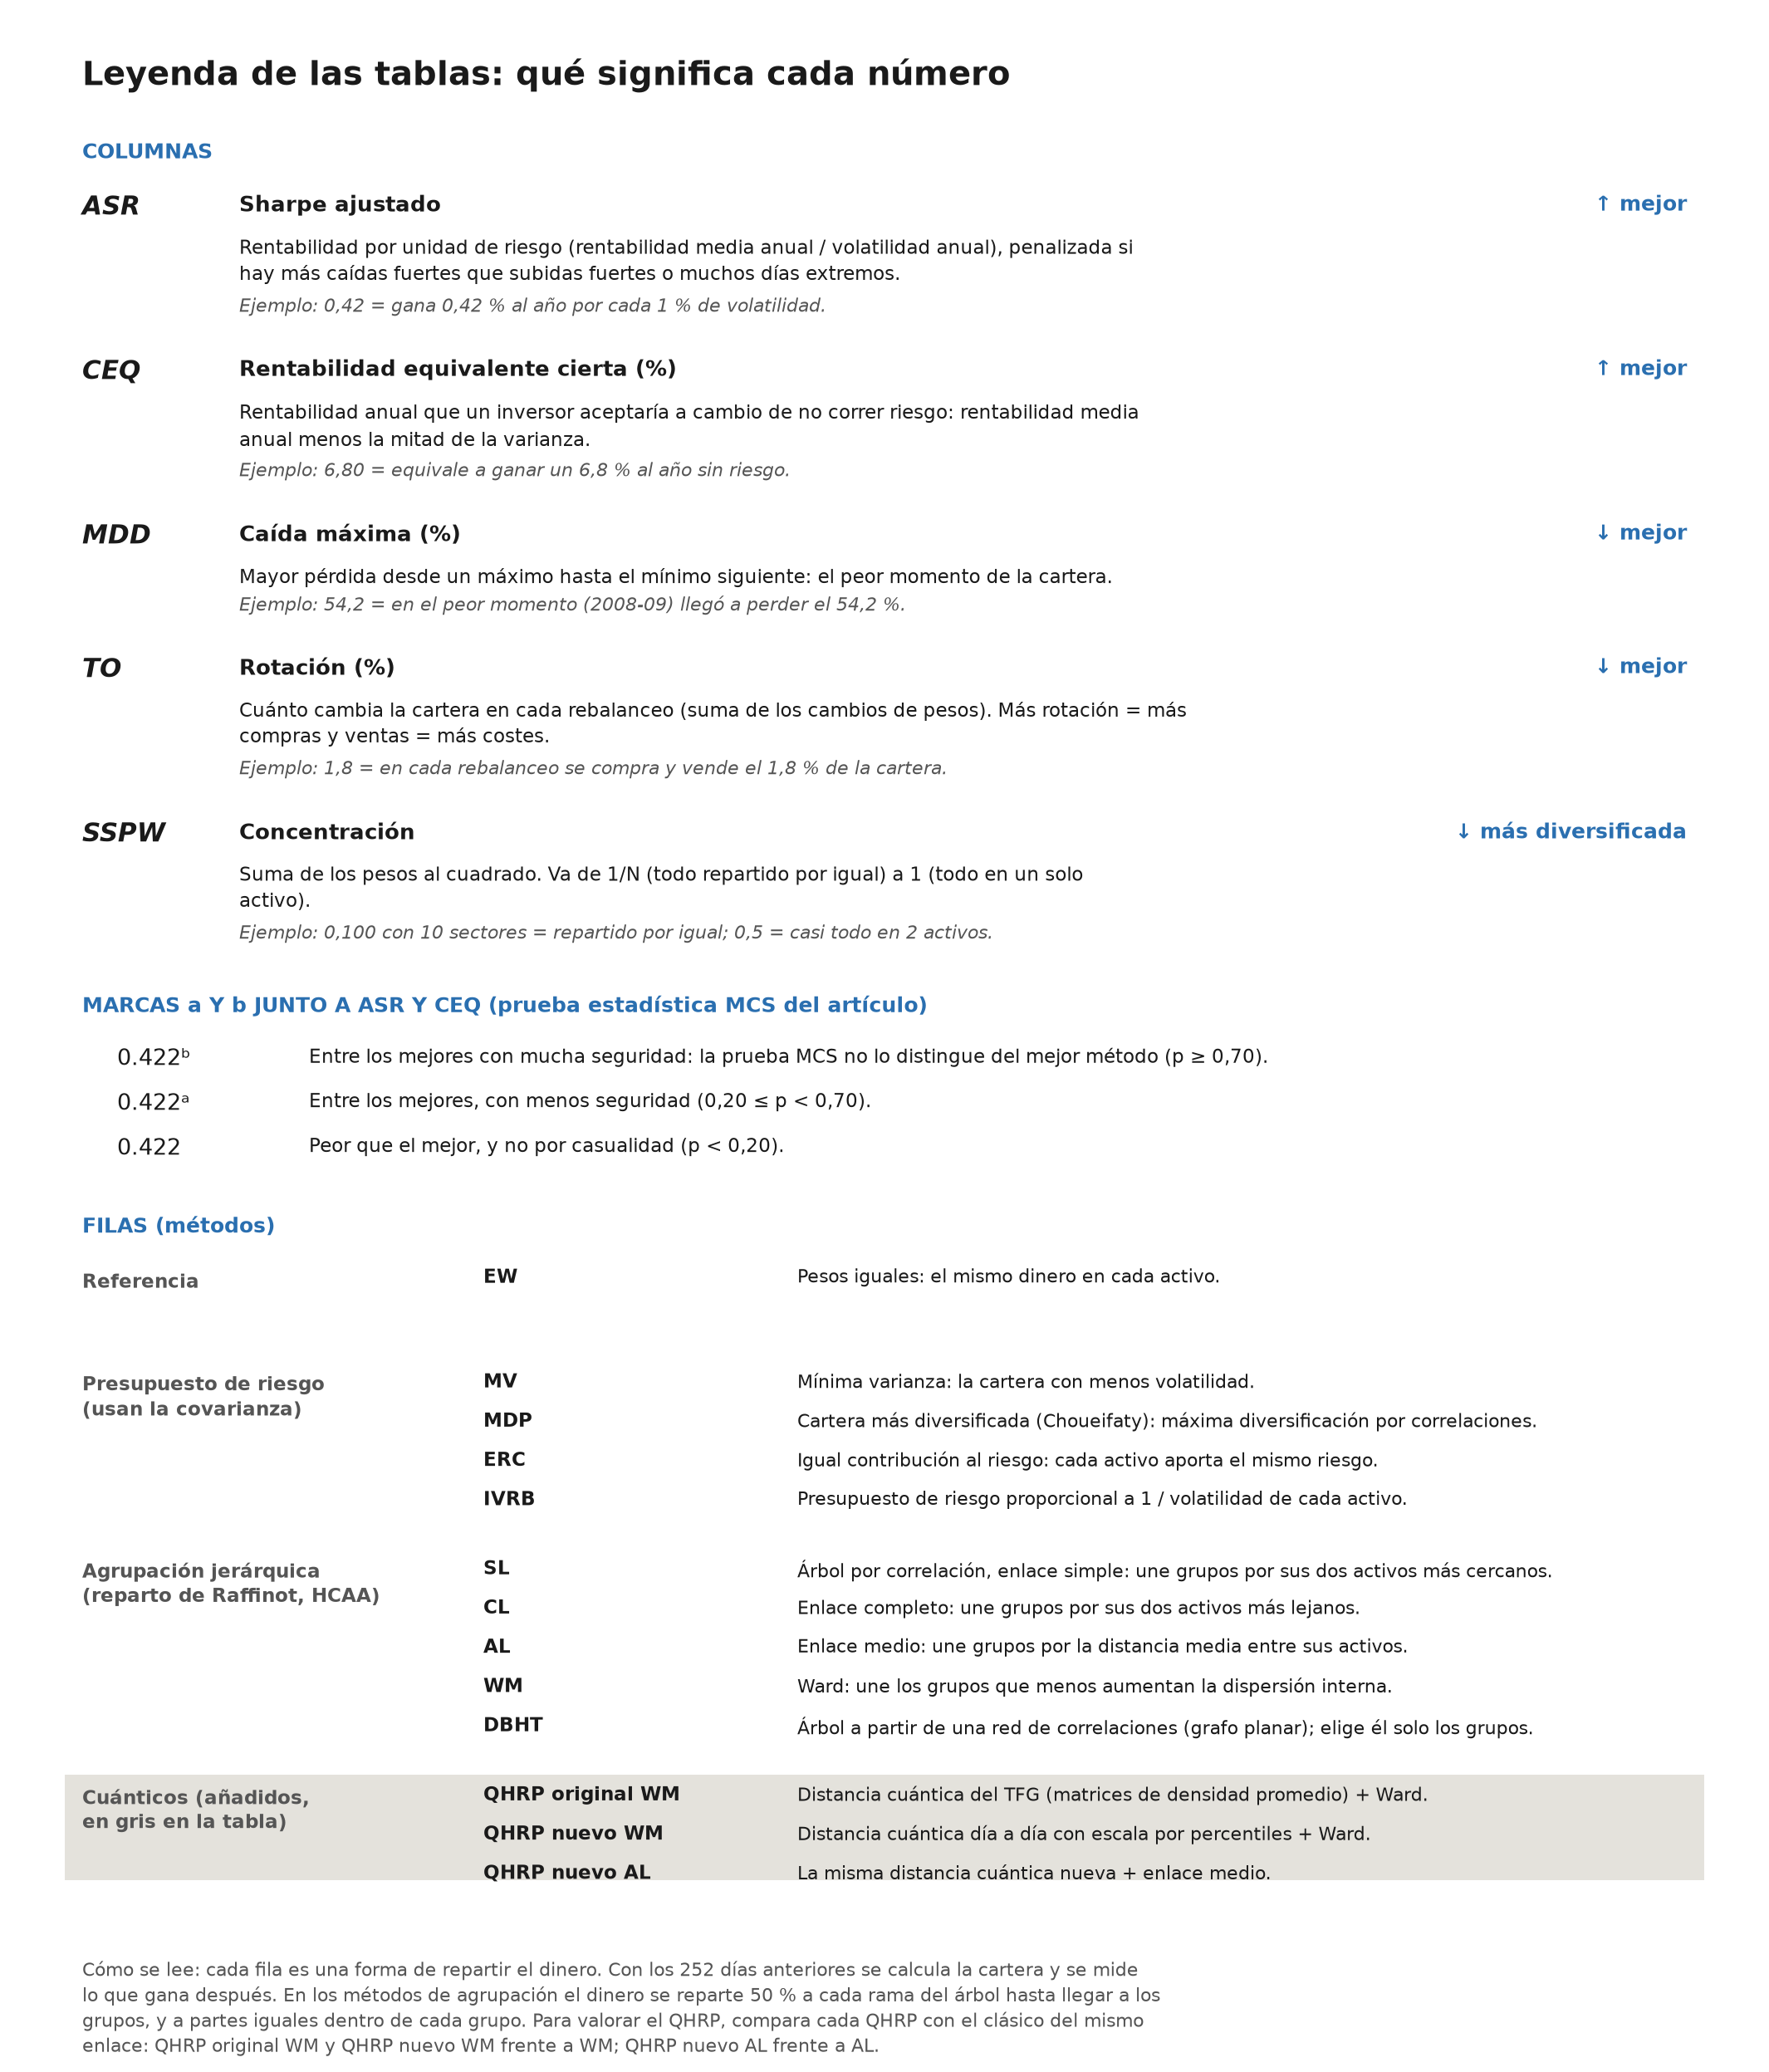 Leyenda de las tablas: qué significa cada número
COLUMNAS
ASR Sharpe ajustado ↑ mejor
Rentabilidad por unidad de riesgo (rentabilidad media anual / volatilidad anual), penalizada si
hay más caídas fuertes que subidas fuertes o muchos días extremos.
Ejemplo: 0,42 = gana 0,42 % al año por cada 1 % de volatilidad.
CEQ Rentabilidad equivalente cierta (%) ↑ mejor
Rentabilidad anual que un inversor aceptaría a cambio de no correr riesgo: rentabilidad media
anual menos la mitad de la varianza.
Ejemplo: 6,80 = equivale a ganar un 6,8 % al año sin riesgo.
MDD Caída máxima (%) ↓ mejor
Mayor pérdida desde un máximo hasta el mínimo siguiente: el peor momento de la cartera.
Ejemplo: 54,2 = en el peor momento (2008-09) llegó a perder el 54,2 %.
TO Rotación (%) ↓ mejor
Cuánto cambia la cartera en cada rebalanceo (suma de los cambios de pesos). Más rotación = más
compras y ventas = más costes.
Ejemplo: 1,8 = en cada rebalanceo se compra y vende el 1,8 % de la cartera.
SSPW Concentración ↓ más diversificada
Suma de los pesos al cuadrado. Va de 1/N (todo repartido por igual) a 1 (todo en un solo
activo).
Ejemplo: 0,100 con 10 sectores = repartido por igual; 0,5 = casi todo en 2 activos.
MARCAS a Y b JUNTO A ASR Y CEQ (prueba estadística MCS del artículo)
0.422ᵇ Entre los mejores con mucha seguridad: la prueba MCS no lo distingue del mejor método (p ≥ 0,70).
0.422ᵃ Entre los mejores, con menos seguridad (0,20 ≤ p < 0,70).
0.422 Peor que el mejor, y no por casualidad (p < 0,20).
FILAS (métodos)
Referencia EW Pesos iguales: el mismo dinero en cada activo.
Presupuesto de riesgo MV Mínima varianza: la cartera con menos volatilidad.
(usan la covarianza) MDP Cartera más diversificada (Choueifaty): máxima diversificación por correlaciones.
ERC Igual contribución al riesgo: cada activo aporta el mismo riesgo.
IVRB Presupuesto de riesgo proporcional a 1 / volatilidad de cada activo.
Agrupación jerárquica SL Árbol por correlación, enlace simple: une grupos por sus dos activos más cercanos.
(reparto de Raffinot, HCAA) CL Enlace completo: une grupos por sus dos activos más lejanos.
AL Enlace medio: une grupos por la distancia media entre sus activos.
WM Ward: une los grupos que menos aumentan la dispersión interna.
DBHT Árbol a partir de una red de correlaciones (grafo planar); elige él solo los grupos.
Cuánticos (añadidos, QHRP original WM Distancia cuántica del TFG (matrices de densidad promedio) + Ward.
en gris en la tabla) QHRP nuevo WM Distancia cuántica día a día con escala por percentiles + Ward.
QHRP nuevo AL La misma distancia cuántica nueva + enlace medio.
Cómo se lee: cada fila es una forma de repartir el dinero. Con los 252 días anteriores se calcula la cartera y se mide
lo que gana después. En los métodos de agrupación el dinero se reparte 50 % a cada rama del árbol hasta llegar a los
grupos, y a partes iguales dentro de cada grupo. Para valorar el QHRP, compara cada QHRP con el clásico del mismo
enlace: QHRP original WM y QHRP nuevo WM frente a WM; QHRP nuevo AL frente a AL.